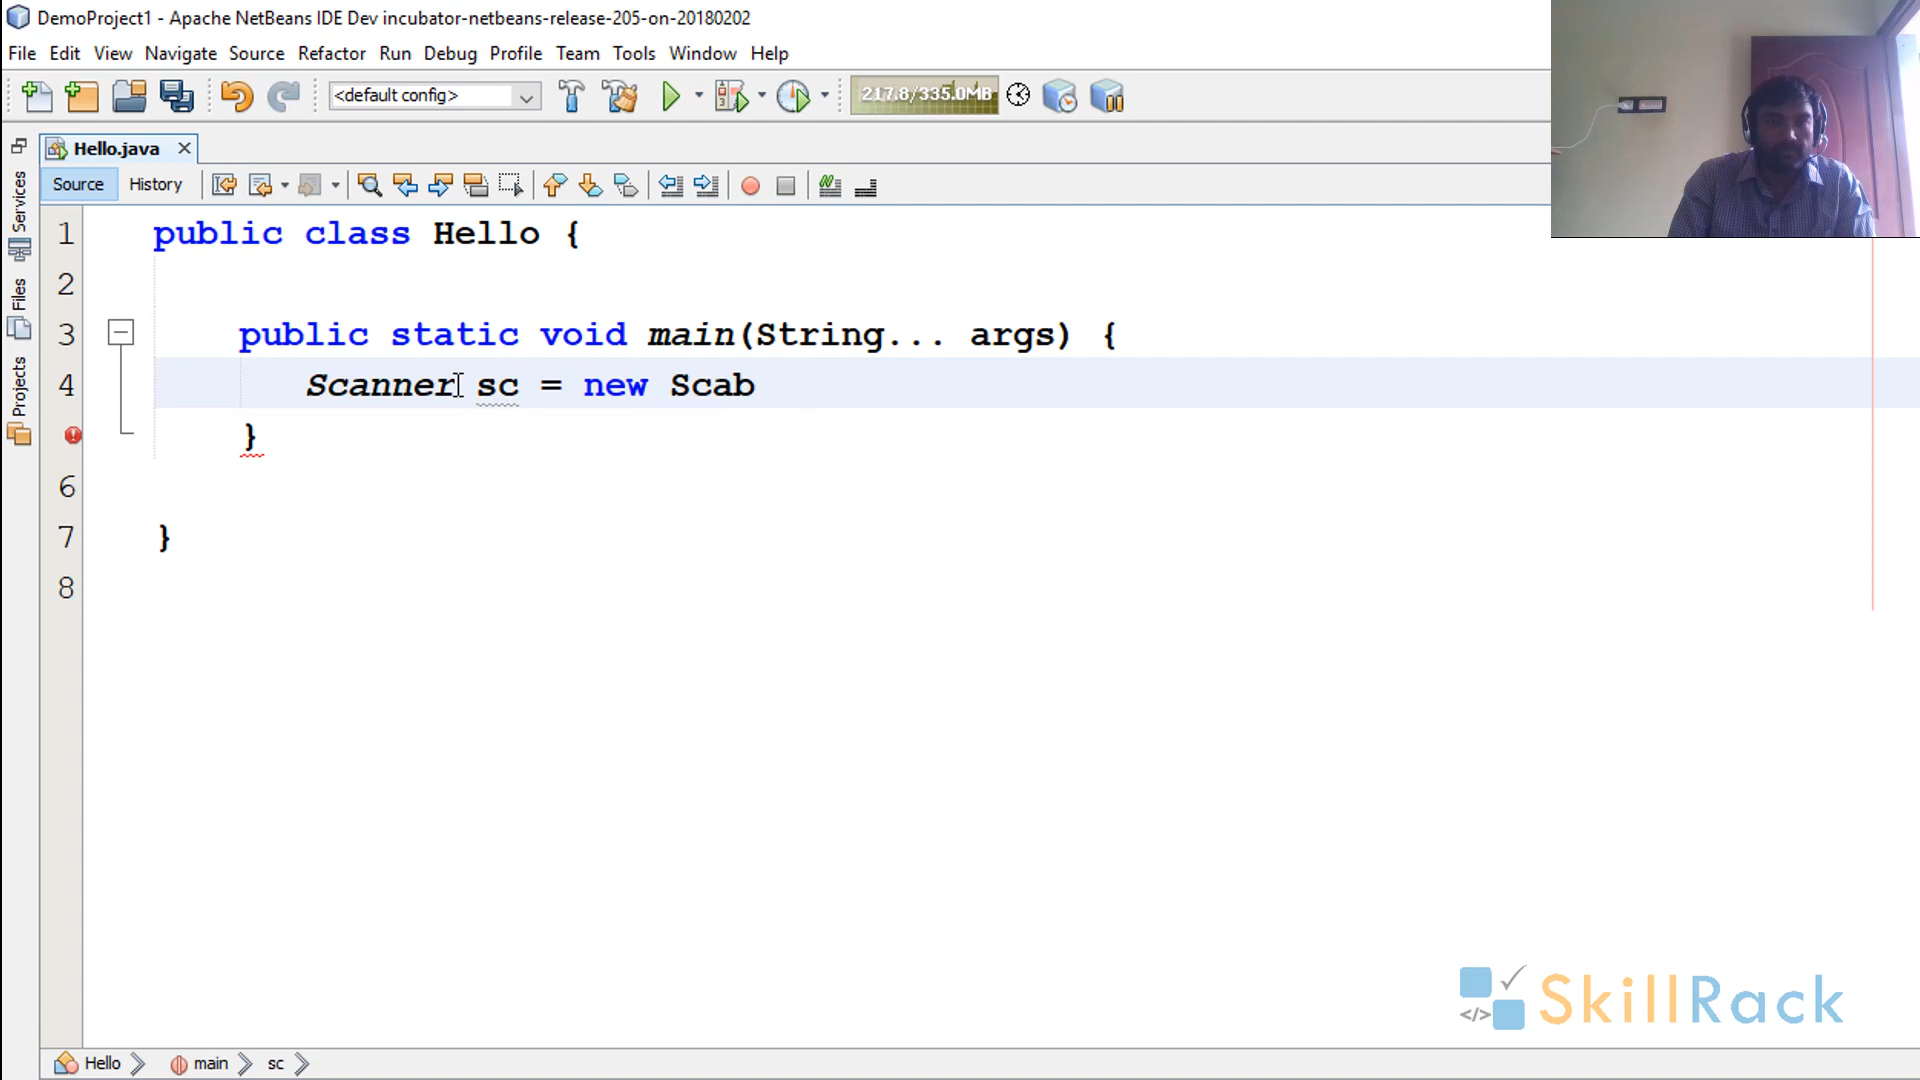 DemoProject1 - Apache NetBeans IDE Dev incubator-netbeans-release-205-on-20180202
File Edit View Navigate Source Refactor Run Debug Profile Team Tools Window Help
<default config> 217.8/335.0MB
Hello.java
Source History
Services
Files
Projects
1 public class Hello {
2
3 public static void main(String... args) {
4 Scanner sc = new Scab
}
6
7 }
8
SkillRack
Hello main sc